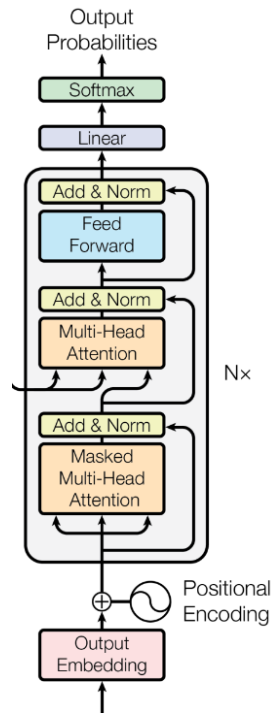 Output
Probabilities
Softmax
Linear
Add & Norm
Feed
Forward
Add & Norm
Multi-Head
Attention
N×
Add & Norm
Masked
Multi-Head
Attention
Positional
Encoding
Output
Embedding